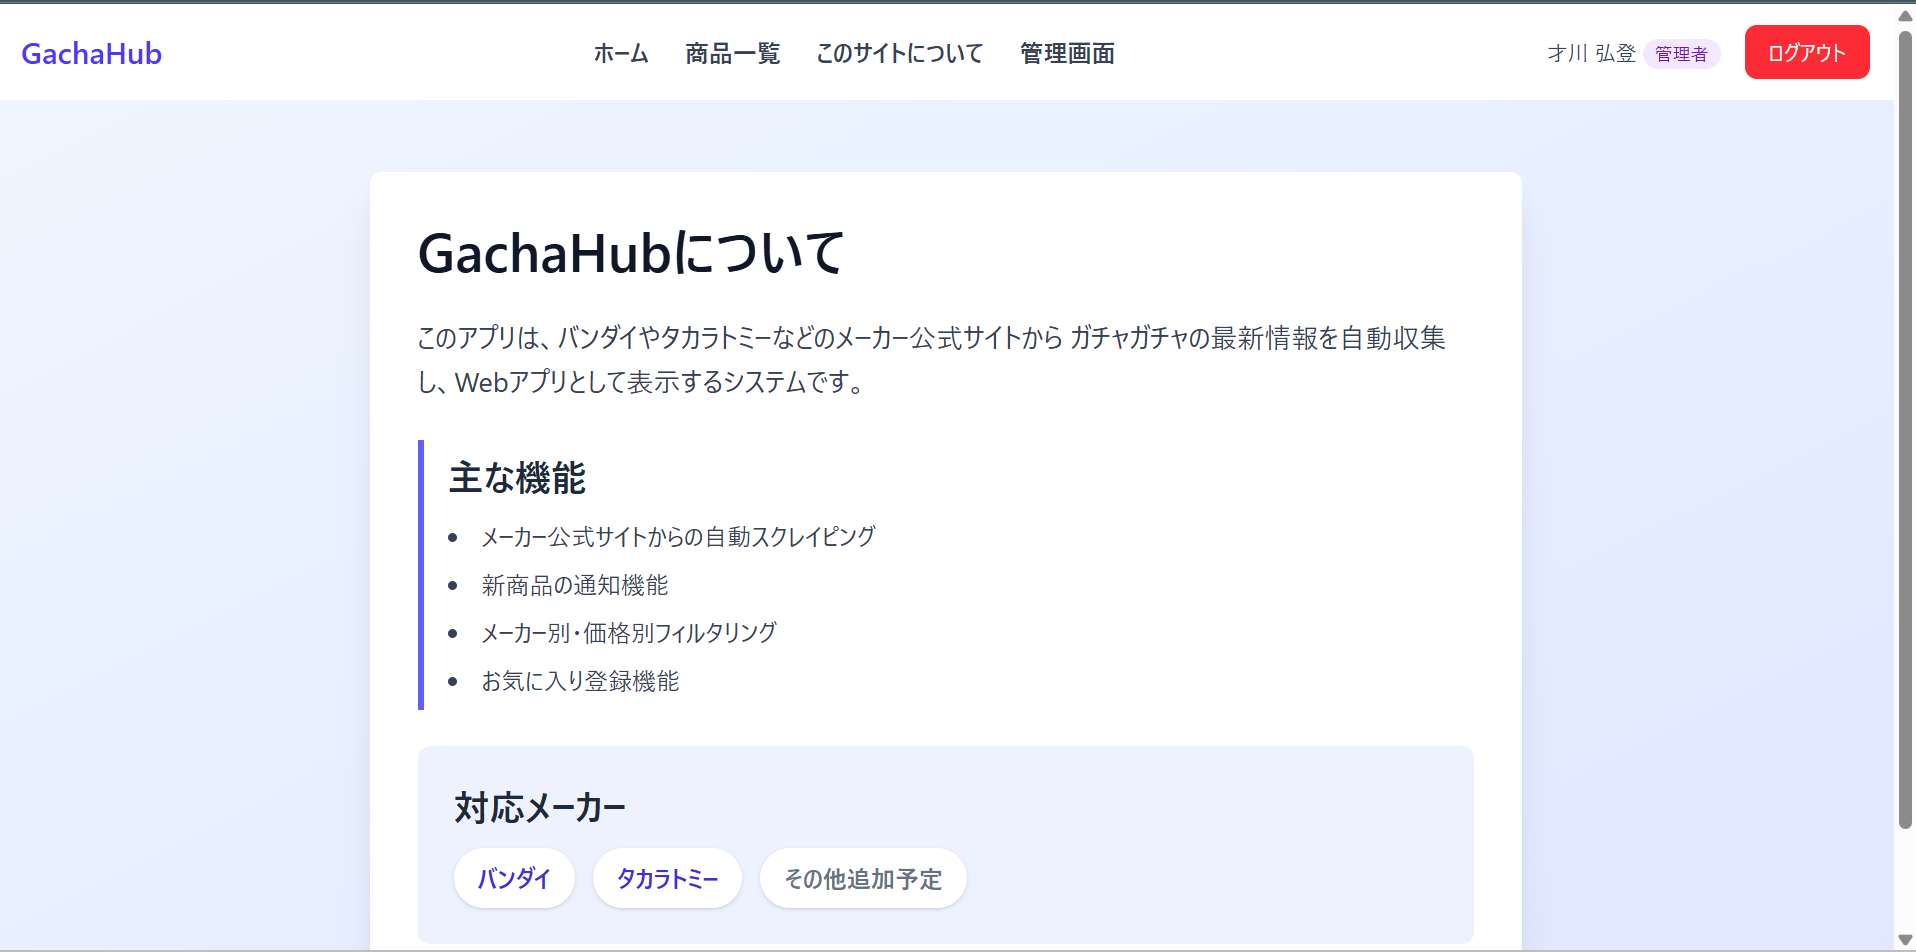 GachaHub
ホーム 商品一覧 このサイトについて 管理画面
才川 弘登 管理者 ログアウト
GachaHubについて
このアプリは、バンダイやタカラトミーなどのメーカー公式サイトから ガチャガチャの最新情報を自動収集
し、Webアプリとして表示するシステムです。
主な機能
メーカー公式サイトからの自動スクレイピング
新商品の通知機能
メーカー別・価格別フィルタリング
お気に入り登録機能
対応メーカー
バンダイ タカラトミー その他追加予定